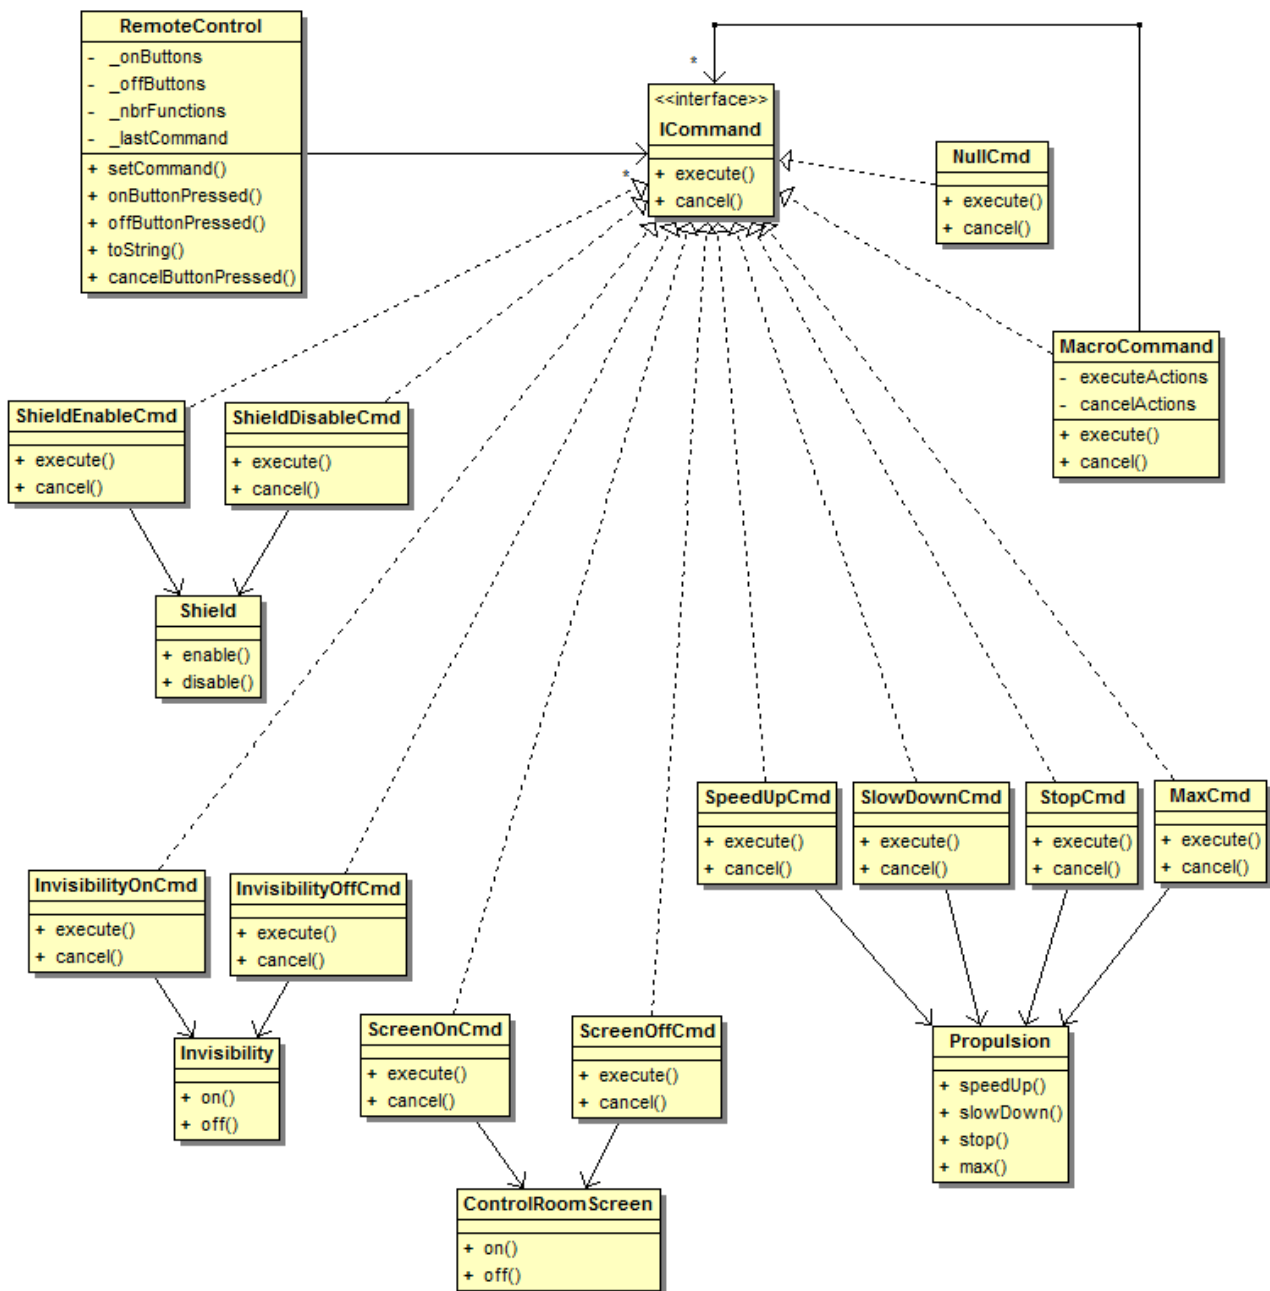 RemoteControl
- _onButtons
- _offButtons
- _nbrFunctions
- _lastCommand
+ setCommand()
+ onButtonPressed()
+ offButtonPressed()
+ toString()
+ cancelButtonPressed()
*
*
<<interface>>
ICommand
+ execute()
+ cancel()
NullCmd
+ execute()
+ cancel()
MacroCommand
- executeActions
- cancelActions
+ execute()
+ cancel()
ShieldEnableCmd
+ execute()
+ cancel()
ShieldDisableCmd
+ execute()
+ cancel()
Shield
+ enable()
+ disable()
SpeedUpCmd
+ execute()
+ cancel()
SlowDownCmd
+ execute()
+ cancel()
StopCmd
+ execute()
+ cancel()
MaxCmd
+ execute()
+ cancel()
InvisibilityOnCmd
+ execute()
+ cancel()
InvisibilityOffCmd
+ execute()
+ cancel()
Invisibility
+ on()
+ off()
ScreenOnCmd
+ execute()
+ cancel()
ScreenOffCmd
+ execute()
+ cancel()
Propulsion
+ speedUp()
+ slowDown()
+ stop()
+ max()
ControlRoomScreen
+ on()
+ off()